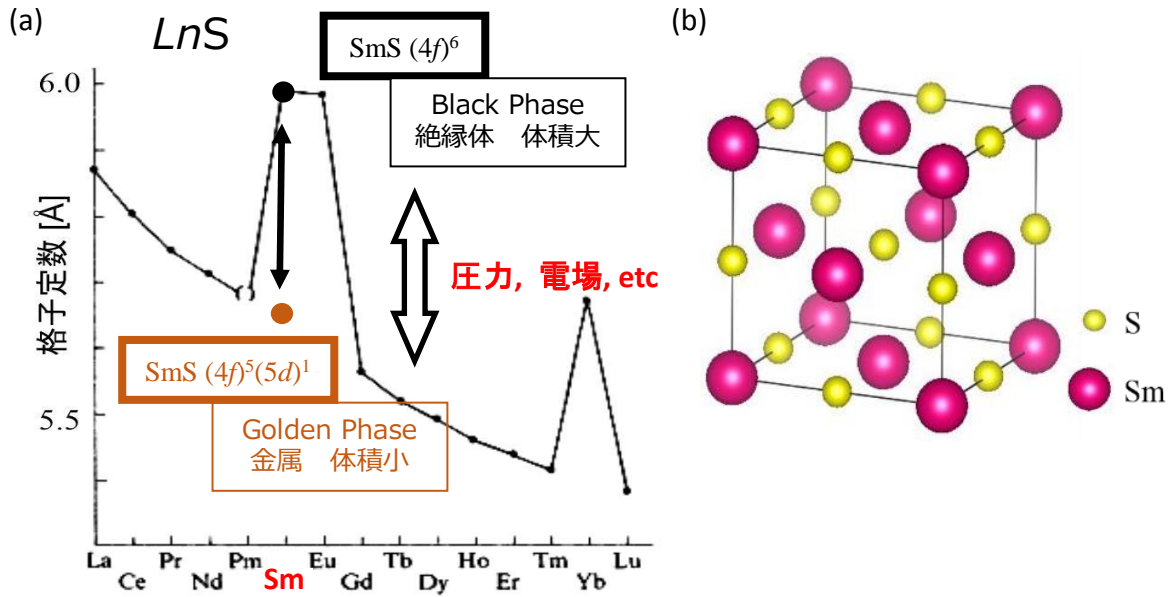 (a)
LnS
SmS (4f)⁶
Black Phase
絶縁体　体積大
6.0
格子定数 [Å]
圧力, 電場, etc
SmS (4f)⁵(5d)¹
Golden Phase
金属　体積小
5.5
La Ce Pr Nd Pm Sm Eu Gd Tb Dy Ho Er Tm Yb Lu
(b)
S
Sm